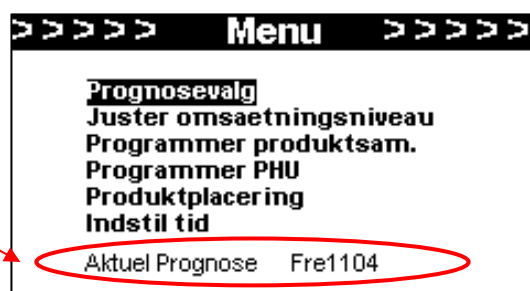 >>>>> Menu >>>>>
Prognosevalg
Juster omsaetningsniveau
Programmer produktsam.
Programmer PHU
Produktplacering
Indstil tid
Aktuel Prognose Fre1104